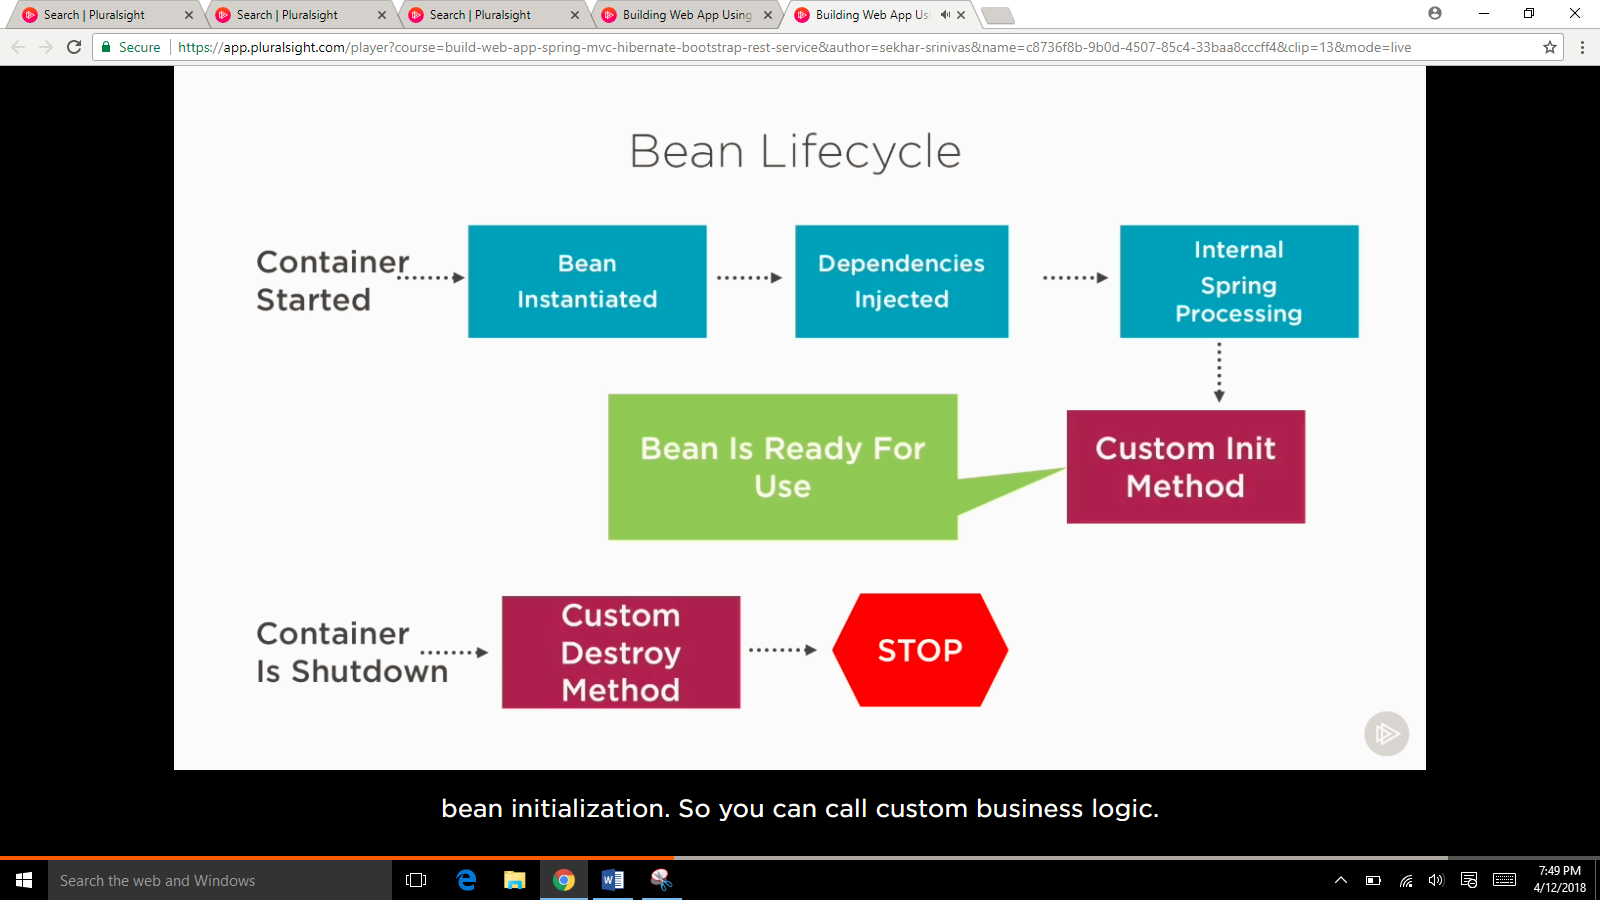 Search | Pluralsight
Search | Pluralsight
Search | Pluralsight
Building Web App Using
Building Web App Us
Secure
https://app.pluralsight.com/player?course=build-web-app-spring-mvc-hibernate-bootstrap-rest-service&author=sekhar-srinivas&name=c8736f8b-9b0d-4507-85c4-33baa8cccff4&clip=13&mode=live
Bean Lifecycle
Container
Started
Bean
Instantiated
Dependencies
Injected
Internal
Spring
Processing
Bean Is Ready For
Use
Custom Init
Method
Container
Is Shutdown
Custom
Destroy
Method
STOP
bean initialization. So you can call custom business logic.
Search the web and Windows
7:49 PM
4/12/2018